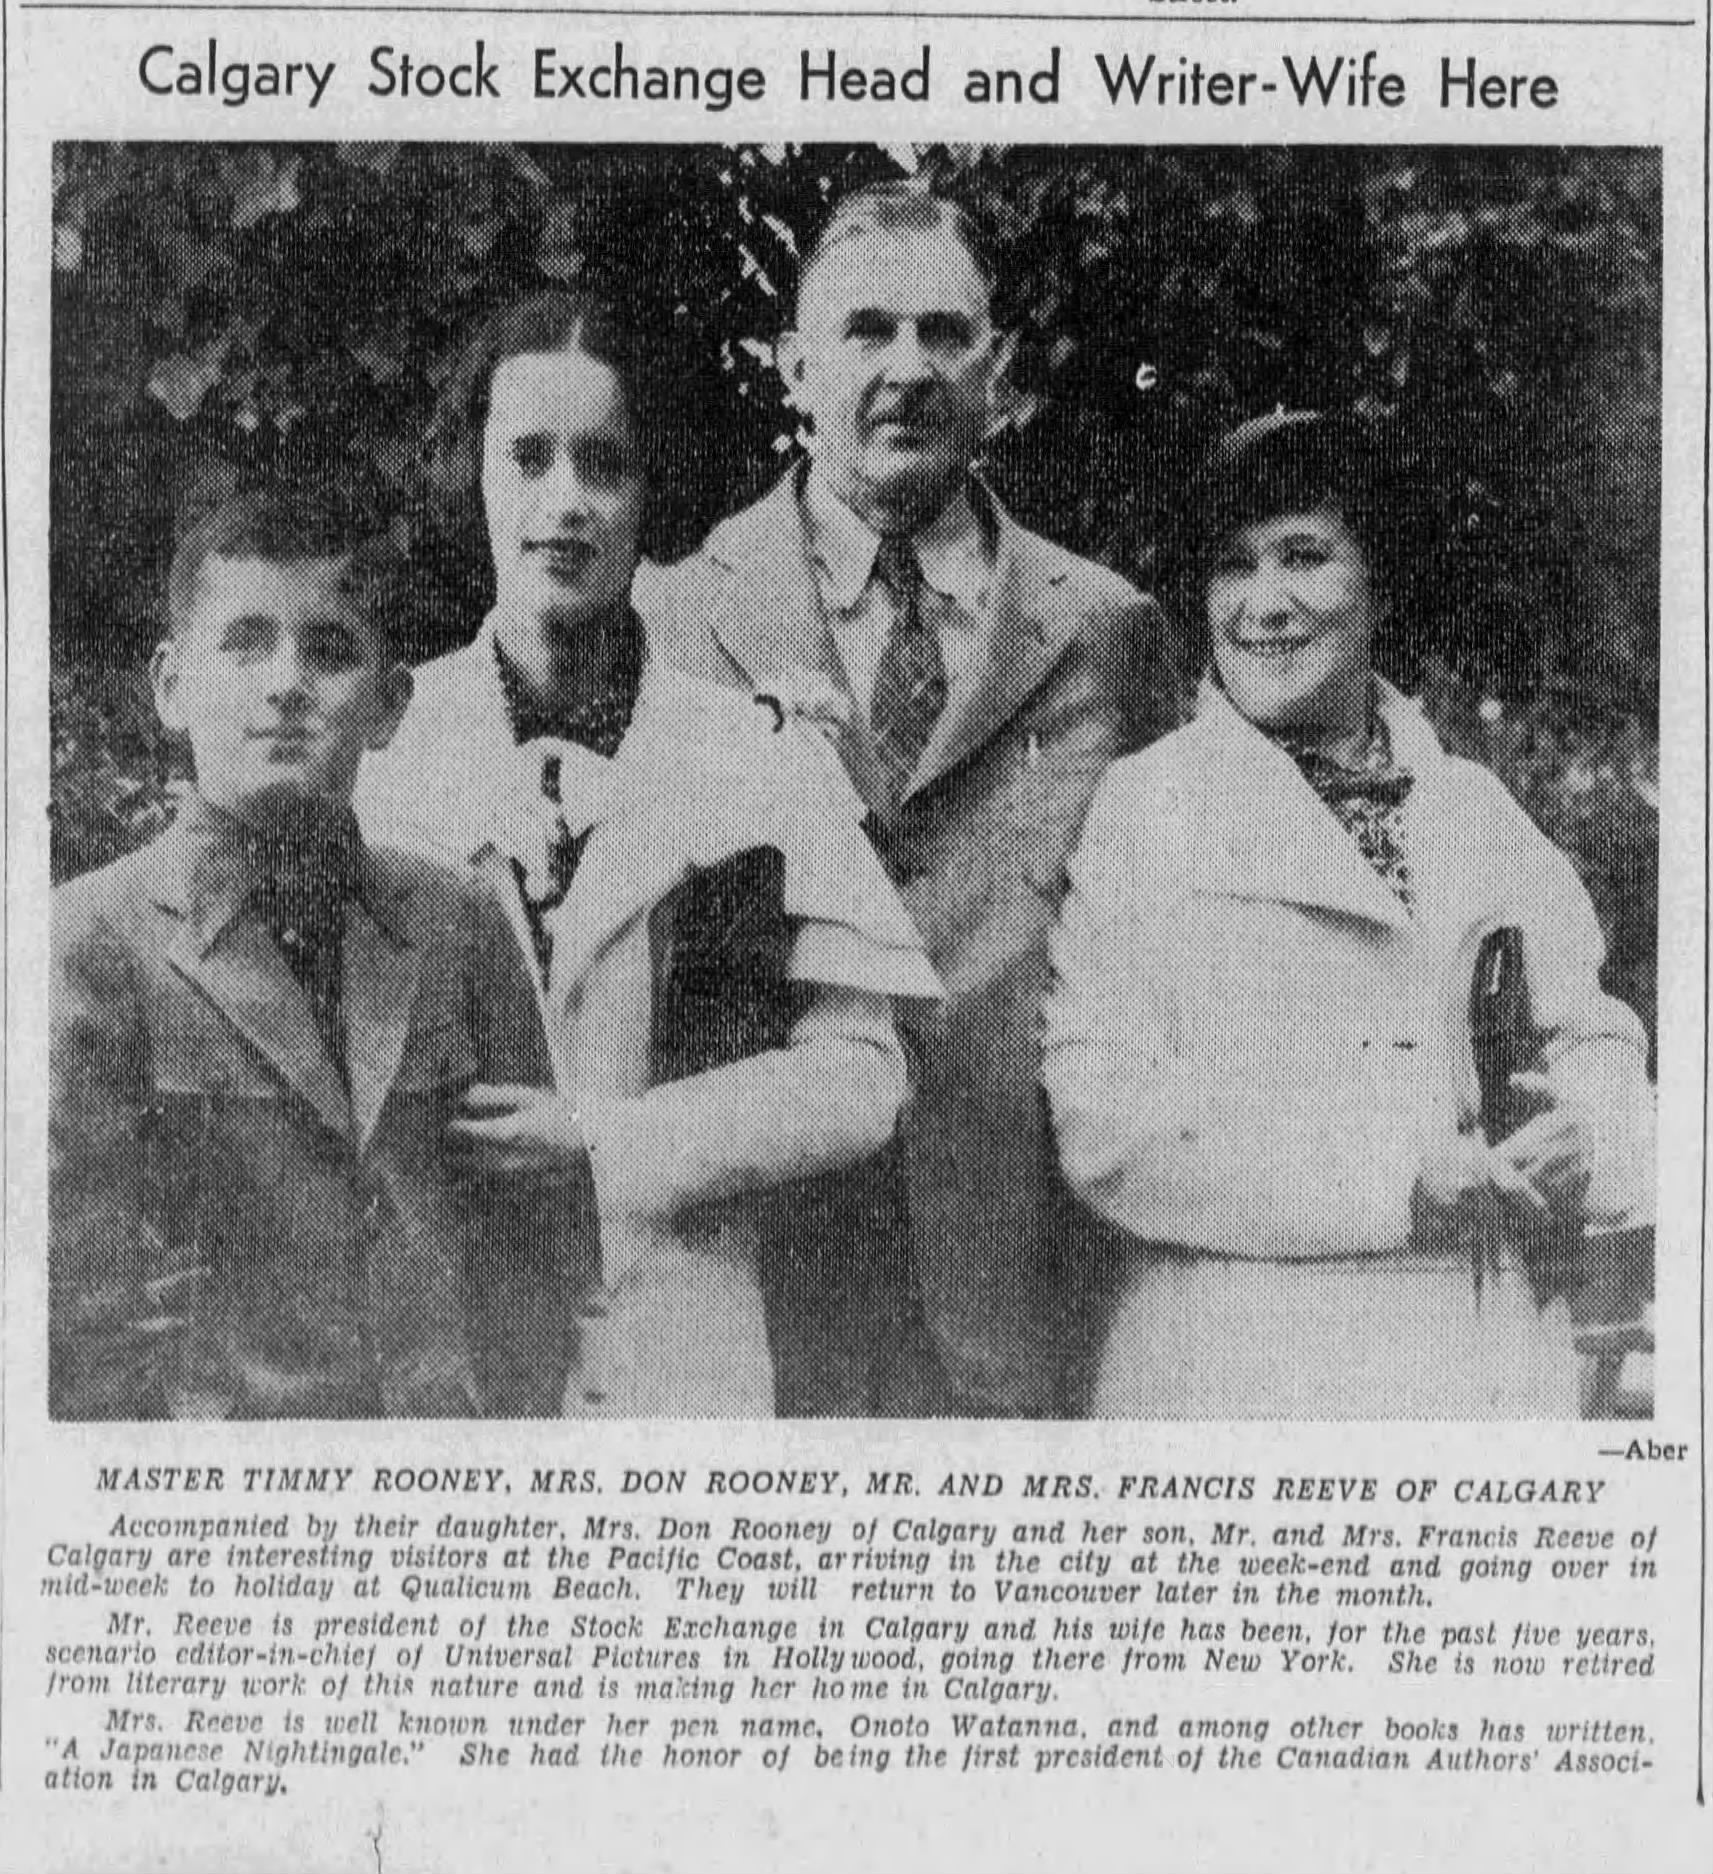 Calgary Stock Exchange Head and Writer-Wife Here
—Aber
MASTER TIMMY ROONEY, MRS. DON ROONEY, MR. AND MRS. FRANCIS REEVE OF CALGARY
Accompanied by their daughter, Mrs. Don Rooney of Calgary and her son, Mr. and Mrs. Francis Reeve of
Calgary are interesting visitors at the Pacific Coast, arriving in the city at the week-end and going over in
mid-week to holiday at Qualicum Beach. They will return to Vancouver later in the month.
Mr. Reeve is president of the Stock Exchange in Calgary and his wife has been, for the past five years,
scenario editor-in-chief of Universal Pictures in Hollywood, going there from New York. She is now retired
from literary work of this nature and is making her home in Calgary.
Mrs. Reeve is well known under her pen name, Onoto Watanna, and among other books has written,
"A Japanese Nightingale." She had the honor of being the first president of the Canadian Authors' Associ-
ation in Calgary.